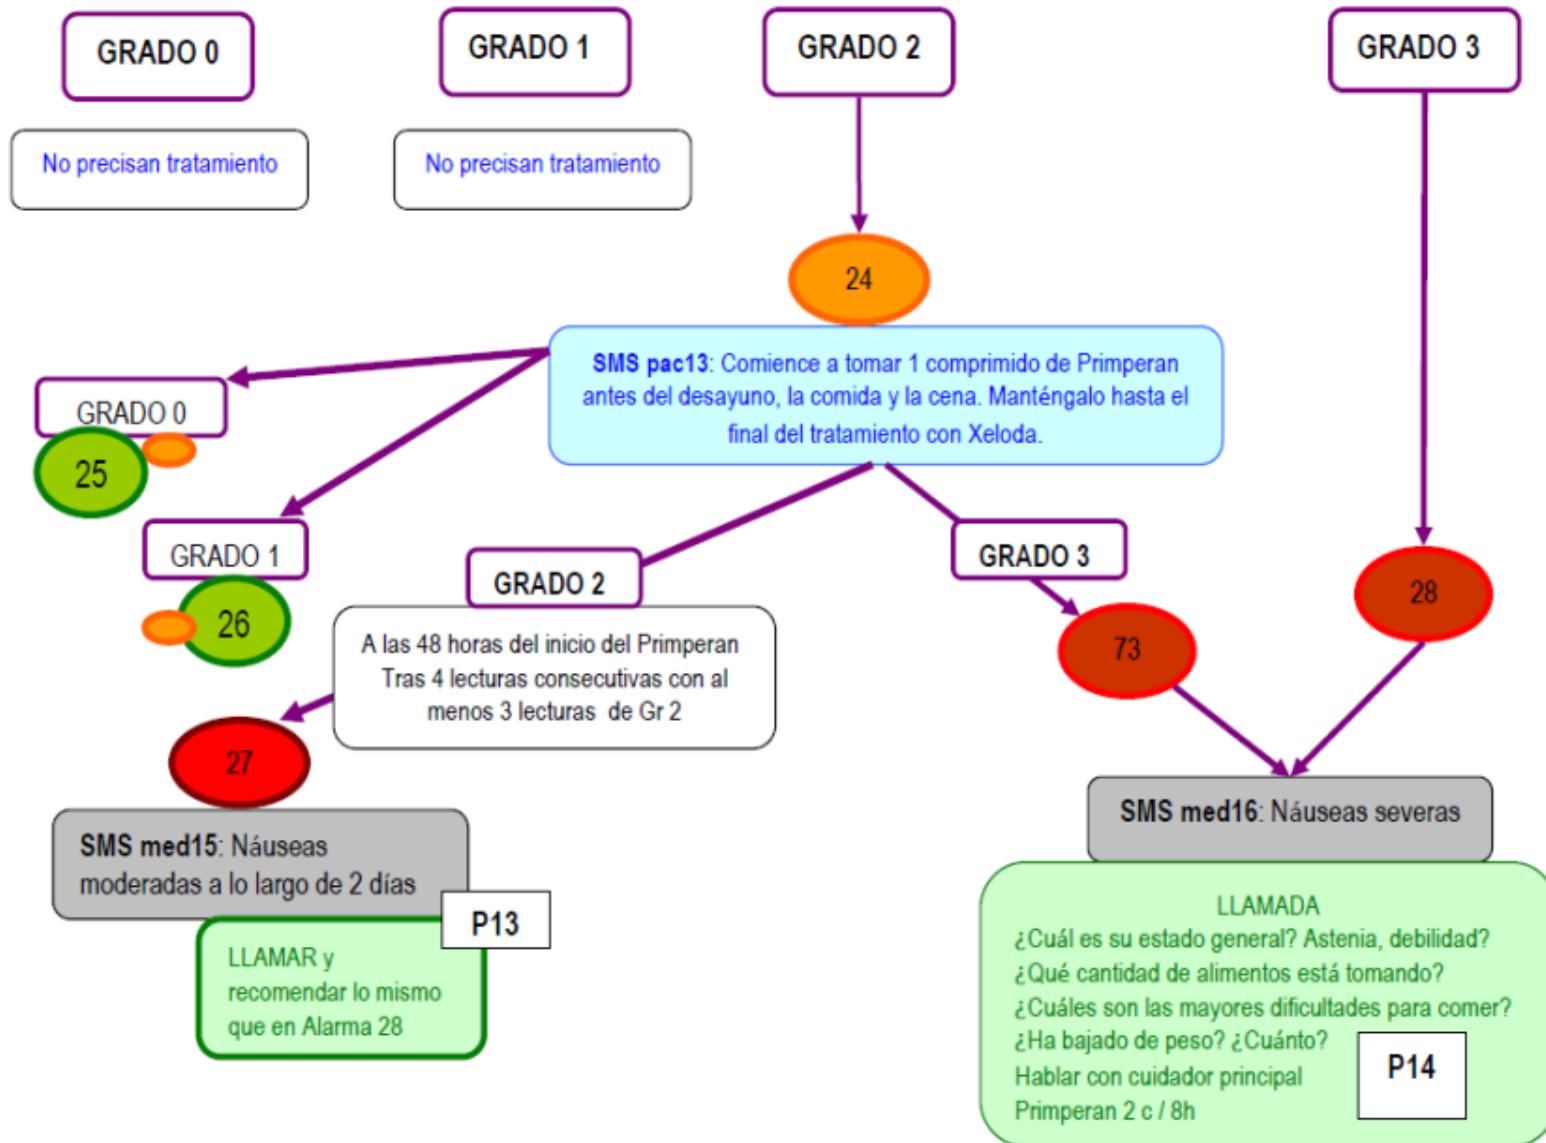 GRADO 0
GRADO 1
GRADO 2
GRADO 3
No precisan tratamiento
No precisan tratamiento
24
SMS pac13: Comience a tomar 1 comprimido de Primperan
antes del desayuno, la comida y la cena. Manténgalo hasta el
final del tratamiento con Xeloda.
GRADO 0
25
GRADO 1
26
GRADO 2
A las 48 horas del inicio del Primperan
Tras 4 lecturas consecutivas con al
menos 3 lecturas de Gr 2
GRADO 3
73
28
27
SMS med15: Náuseas
moderadas a lo largo de 2 días
P13
LLAMAR y
recomendar lo mismo
que en Alarma 28
SMS med16: Náuseas severas
LLAMADA
¿Cuál es su estado general? Astenia, debilidad?
¿Qué cantidad de alimentos está tomando?
¿Cuáles son las mayores dificultades para comer?
¿Ha bajado de peso? ¿Cuánto?
Hablar con cuidador principal
Primperan 2 c / 8h
P14